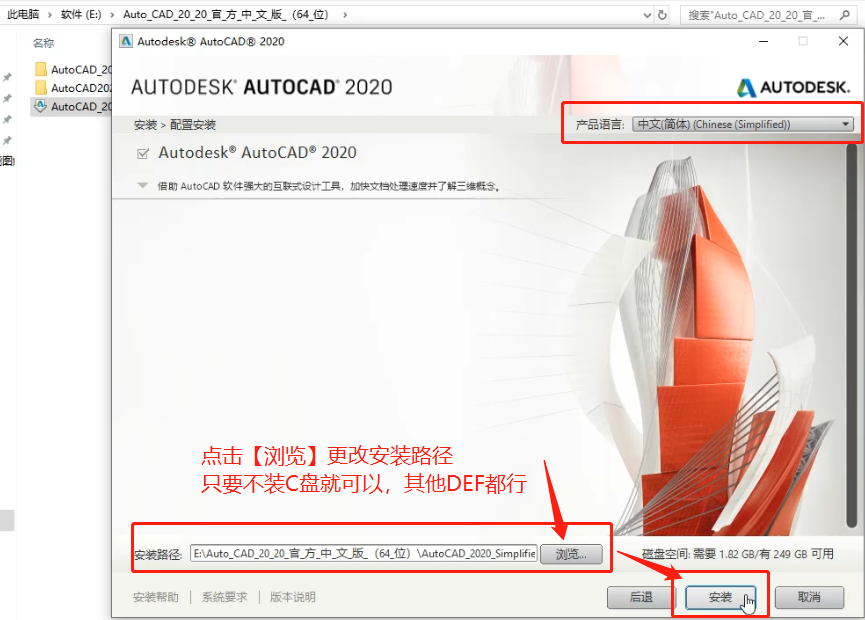 此电脑 › 软件 (E:) › Auto_CAD_20_20_官_方_中_文_版_（64_位） ›
搜索"Auto_CAD_20_20_官_...
名称
AutoCAD_20
AutoCAD202
AutoCAD_20
Autodesk® AutoCAD® 2020
AUTODESK® AUTOCAD® 2020
AUTODESK.
安装 > 配置安装
产品语言: 中文(简体) (Chinese (Simplified))
Autodesk® AutoCAD® 2020
借助 AutoCAD 软件强大的互联式设计工具，加快文档处理速度并了解三维概念。
点击【浏览】更改安装路径
只要不装C盘就可以，其他DEF都行
安装路径: E:\Auto_CAD_20_20_官_方_中_文_版_（64_位）\AutoCAD_2020_Simplifie 浏览...
磁盘空间: 需要 1.82 GB/有 249 GB 可用
安装帮助 | 系统要求 | 版本说明
后退 安装 取消